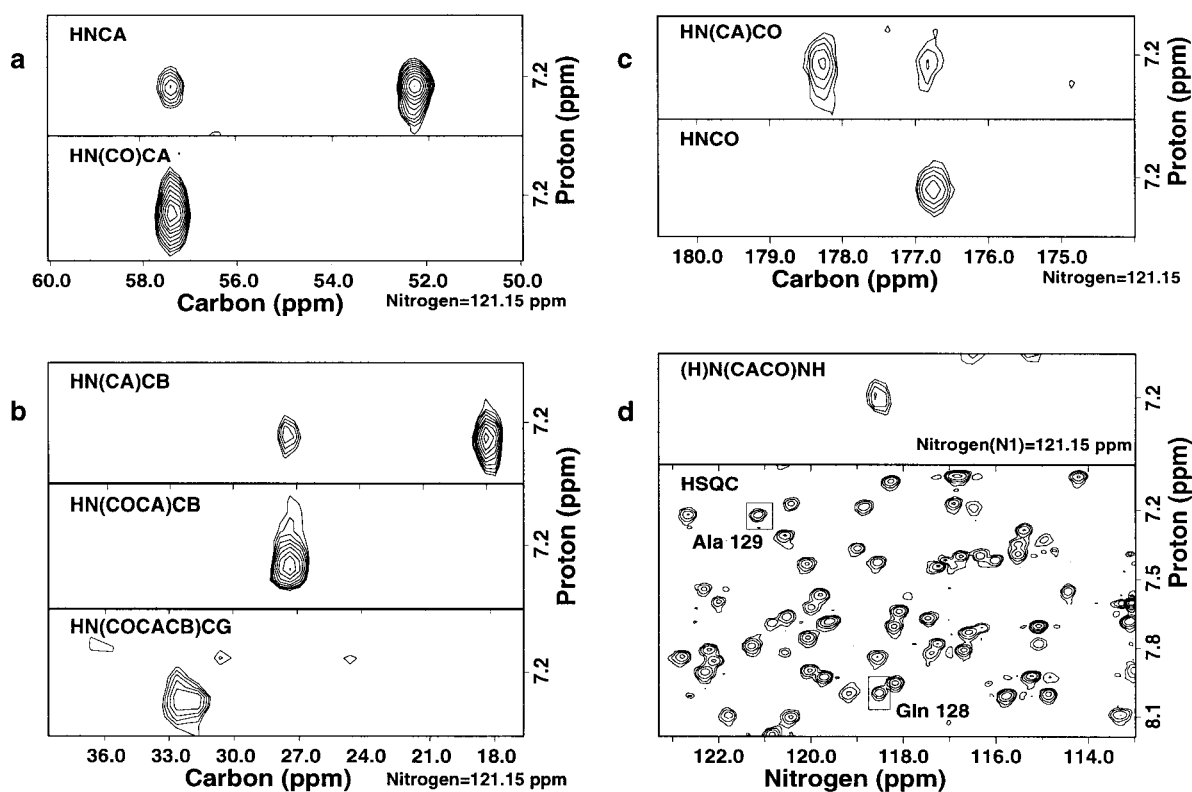 a
HNCA
7.2
HN(CO)CA
7.2
Proton (ppm)
60.0 58.0 56.0 54.0 52.0 50.0
Carbon (ppm)
Nitrogen=121.15 ppm
c
HN(CA)CO
7.2
HNCO
7.2
Proton (ppm)
180.0 179.0 178.0 177.0 176.0 175.0
Carbon (ppm)
Nitrogen=121.15
b
HN(CA)CB
7.2
HN(COCA)CB
7.2
HN(COCACB)CG
7.2
Proton (ppm)
36.0 33.0 30.0 27.0 24.0 21.0 18.0
Carbon (ppm)
Nitrogen=121.15 ppm
d
(H)N(CACO)NH
7.2
Nitrogen(N1)=121.15 ppm
HSQC
7.2
Ala 129
7.5
7.8
Gln 128
8.1
Proton (ppm)
122.0 120.0 118.0 116.0 114.0
Nitrogen (ppm)